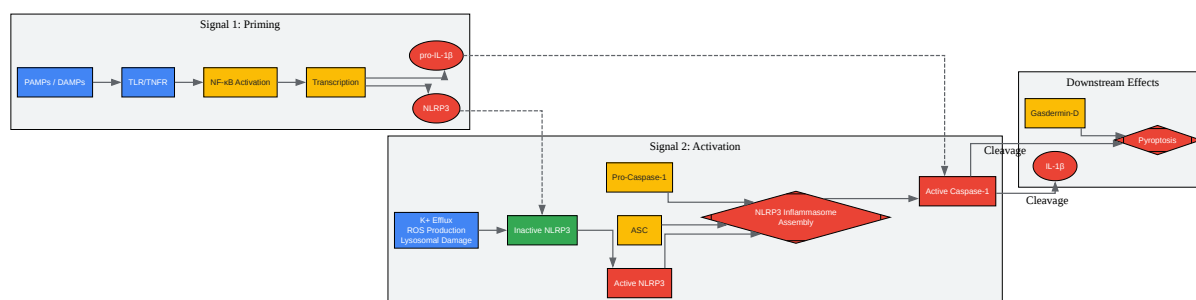 Signal 1: Priming
PAMPs / DAMPs
TLR/TNFR
NF-κB Activation
Transcription
pro-IL-1β
NLRP3
Signal 2: Activation
K+ Efflux
ROS Production
Lysosomal Damage
Inactive NLRP3
Active NLRP3
Pro-Caspase-1
ASC
NLRP3 Inflammasome
Assembly
Active Caspase-1
Downstream Effects
Gasdermin-D
Pyroptosis
Cleavage
IL-1β
Cleavage